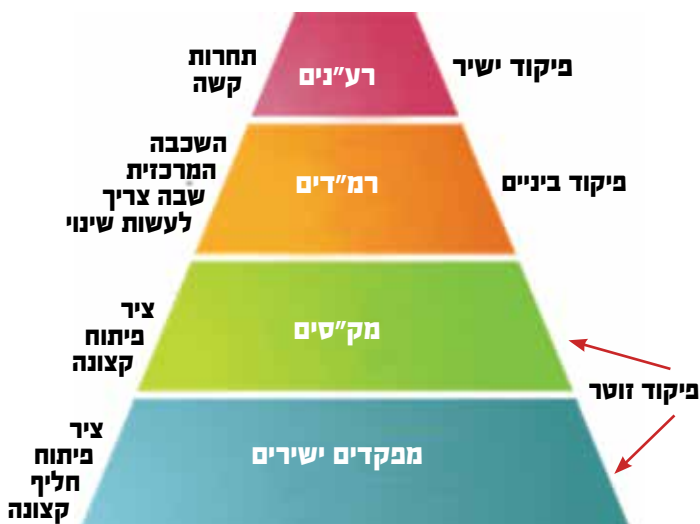 פיקוד ישיר
רע"נים
תחרות
קשה
פיקוד ביניים
רמ"דים
השכבה
המרכזית
שבה צריך
לעשות שינוי
מק"סים
ציר
פיתוח
קצונה
פיקוד זוטר
מפקדים ישירים
ציר
פיתוח
חליף
קצונה